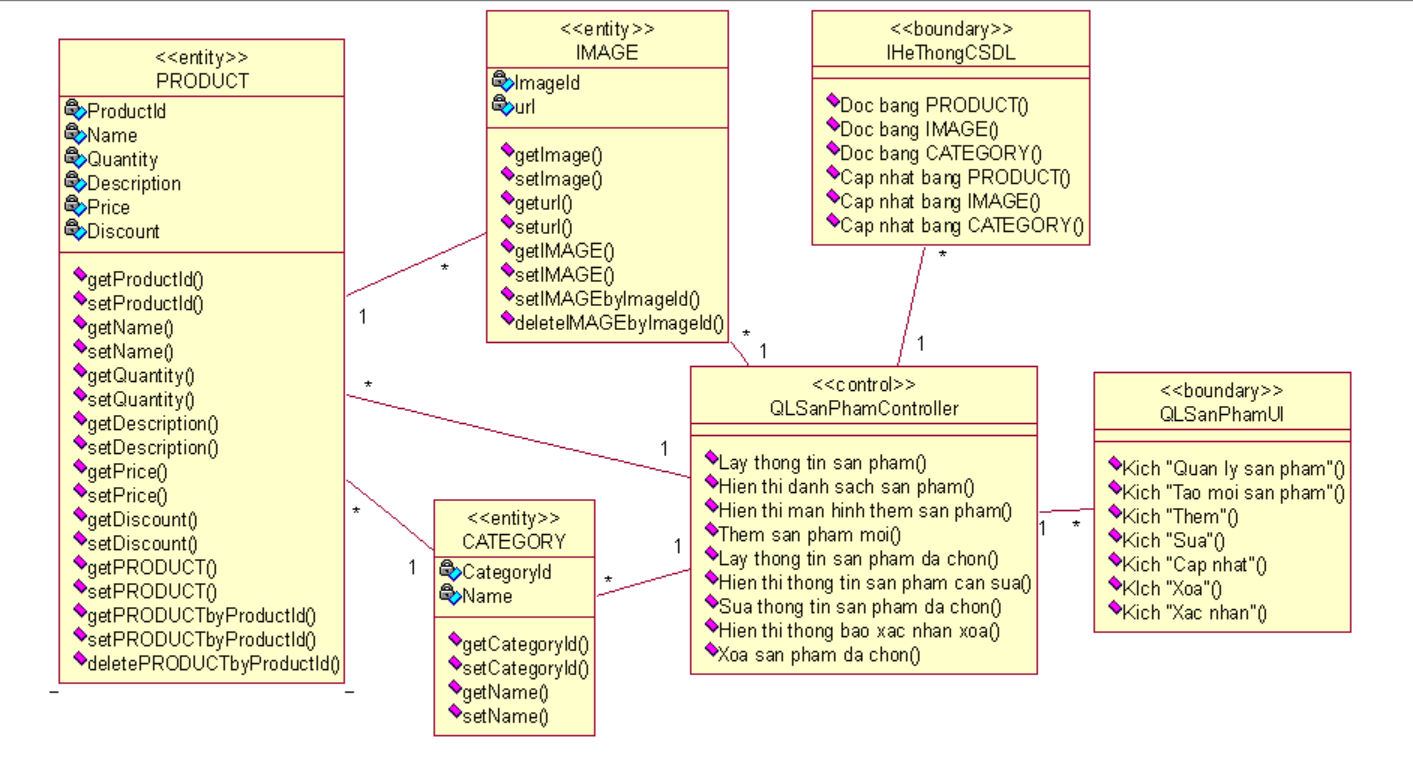 <<entity>>
PRODUCT
ProductId
Name
Quantity
Description
Price
Discount
getProductId()
setProductId()
getName()
setName()
getQuantity()
setQuantity()
getDescription()
setDescription()
getPrice()
setPrice()
getDiscount()
setDiscount()
getPRODUCT()
setPRODUCT()
getPRODUCTbyProductId()
setPRODUCTbyProductId()
deletePRODUCTbyProductId()
<<entity>>
IMAGE
ImageId
url
getImage()
setImage()
geturl()
seturl()
getIMAGE()
setIMAGE()
setIMAGEbyImageId()
deleteIMAGEbyImageId()
<<boundary>>
IHeThongCSDL
Doc bang PRODUCT()
Doc bang IMAGE()
Doc bang CATEGORY()
Cap nhat bang PRODUCT()
Cap nhat bang IMAGE()
Cap nhat bang CATEGORY()
*
1
*
1
*
1
*
1
*
1
*
1
1
*
<<entity>>
CATEGORY
CategoryId
Name
getCategoryId()
setCategoryId()
getName()
setName()
<<control>>
QLSanPhamController
Lay thong tin san pham()
Hien thi danh sach san pham()
Hien thi man hinh them san pham()
Them san pham moi()
Lay thong tin san pham da chon()
Hien thi thong tin san pham can sua()
Sua thong tin san pham da chon()
Hien thi thong bao xac nhan xoa()
Xoa san pham da chon()
<<boundary>>
QLSanPhamUI
Kich "Quan ly san pham"()
Kich "Tao moi san pham"()
Kich "Them"()
Kich "Sua"()
Kich "Cap nhat"()
KIch "Xoa"()
Kich "Xac nhan"()